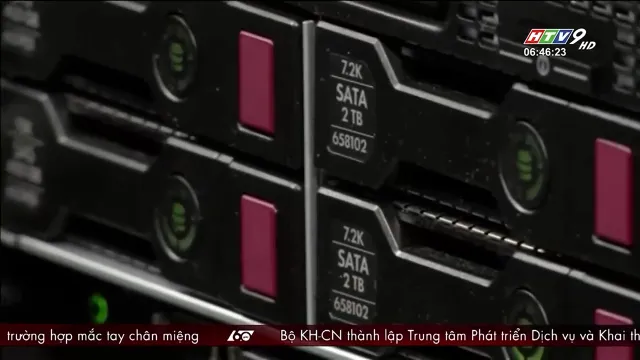 HTV9 HD
06:46:23
7.2K
SATA
2 TB
658102
7.2K
SATA
2 TB
658102
trường hợp mắc tay chân miệng
60
Bộ KH-CN thành lập Trung tâm Phát triển Dịch vụ và Khai th